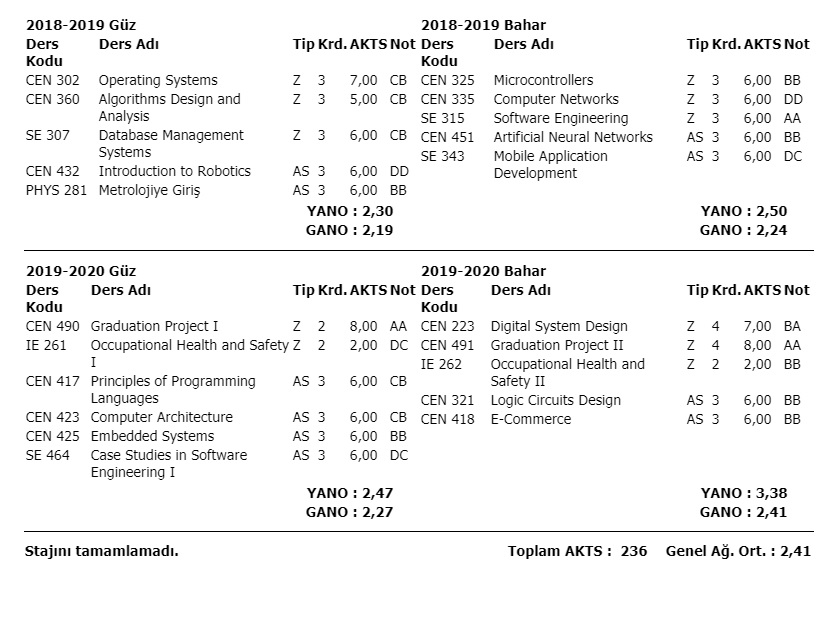 2018-2019 Güz
Ders Kodu Ders Adı Tip Krd. AKTS Not
CEN 302 Operating Systems Z 3 7,00 CB
CEN 360 Algorithms Design and Analysis Z 3 5,00 CB
SE 307 Database Management Systems Z 3 6,00 CB
CEN 432 Introduction to Robotics AS 3 6,00 DD
PHYS 281 Metrolojiye Giriş AS 3 6,00 BB
YANO : 2,30
GANO : 2,19
2018-2019 Bahar
Ders Kodu Ders Adı Tip Krd. AKTS Not
CEN 325 Microcontrollers Z 3 6,00 BB
CEN 335 Computer Networks Z 3 6,00 DD
SE 315 Software Engineering Z 3 6,00 AA
CEN 451 Artificial Neural Networks AS 3 6,00 BB
SE 343 Mobile Application Development AS 3 6,00 DC
YANO : 2,50
GANO : 2,24
2019-2020 Güz
Ders Kodu Ders Adı Tip Krd. AKTS Not
CEN 490 Graduation Project I Z 2 8,00 AA
IE 261 Occupational Health and Safety I Z 2 2,00 DC
CEN 417 Principles of Programming Languages AS 3 6,00 CB
CEN 423 Computer Architecture AS 3 6,00 CB
CEN 425 Embedded Systems AS 3 6,00 BB
SE 464 Case Studies in Software Engineering I AS 3 6,00 DC
YANO : 2,47
GANO : 2,27
2019-2020 Bahar
Ders Kodu Ders Adı Tip Krd. AKTS Not
CEN 223 Digital System Design Z 4 7,00 BA
CEN 491 Graduation Project II Z 4 8,00 AA
IE 262 Occupational Health and Safety II Z 2 2,00 BB
CEN 321 Logic Circuits Design AS 3 6,00 BB
CEN 418 E-Commerce AS 3 6,00 BB
YANO : 3,38
GANO : 2,41
Stajını tamamlamadı. Toplam AKTS : 236 Genel Ağ. Ort. : 2,41